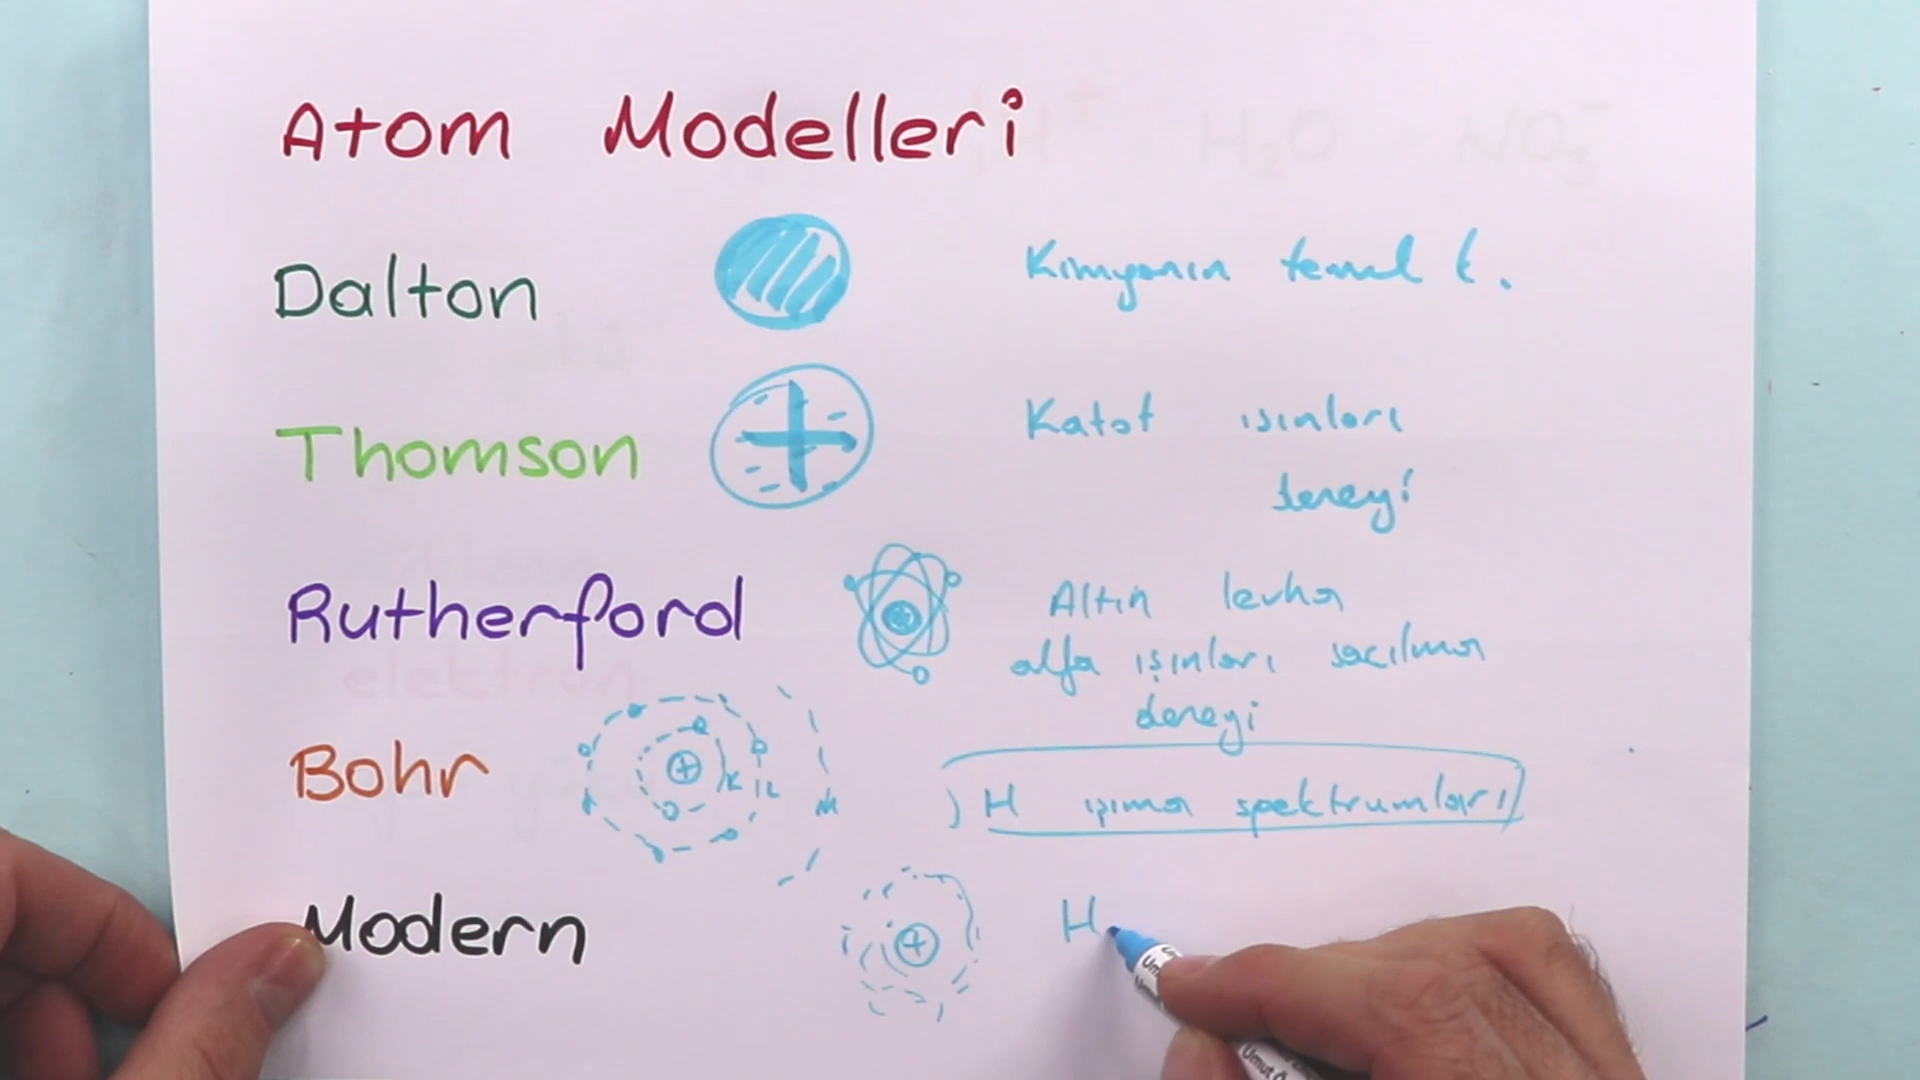 Atom Modelleri
Dalton
Kimyanın temel k.
Thomson
Katot ışınları
deneyi
Rutherford
Altın levha
alfa ışınları saçılma
deneyi
Bohr
K L M
H ışıma spektrumları
Modern
H